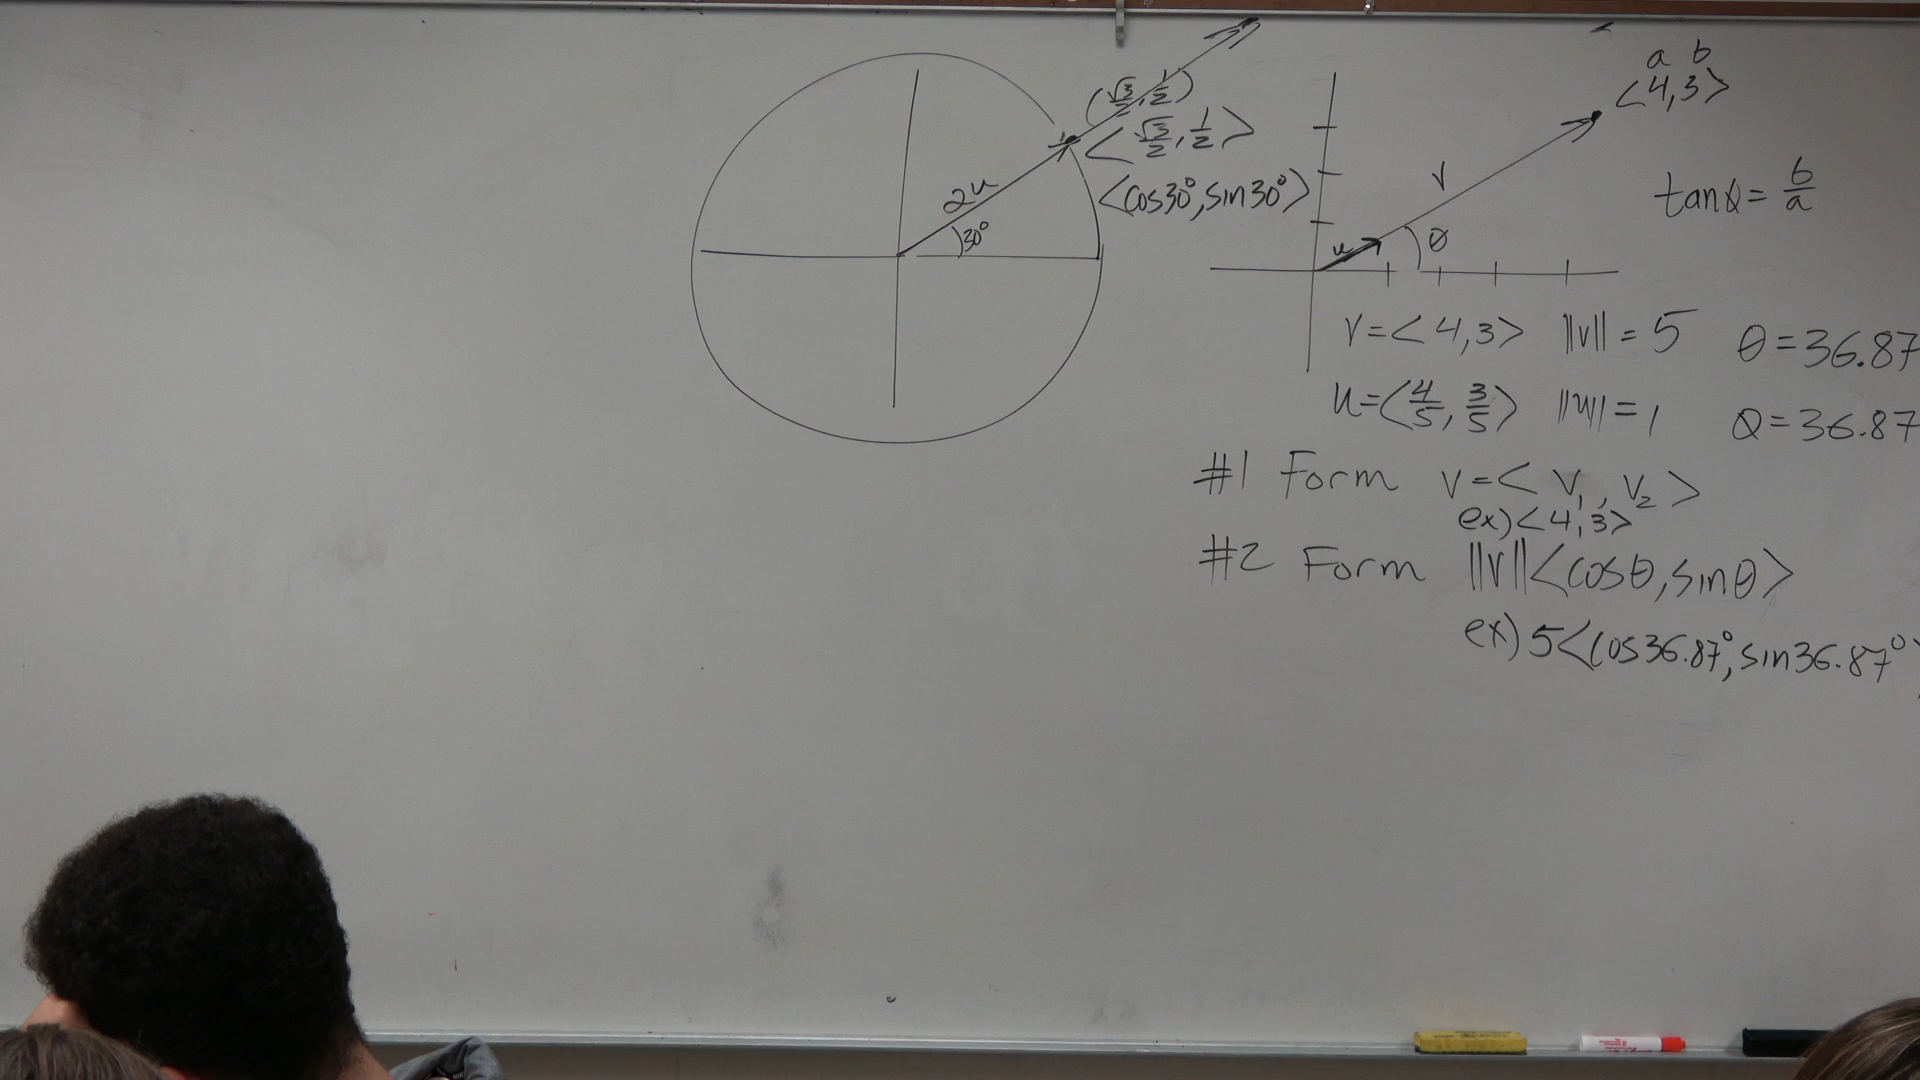 (√3/2, 1/2)
<√3/2, 1/2>
<cos30°, sin30°>
2u
30°
a b
<4,3>
v
u
θ
tanθ = b/a
v=<4,3> ||v|| = 5 θ=36.87
u=<4/5, 3/5> ||u|| = 1 θ=36.87
#1 Form v=<v₁, v₂>
ex)<4,3>
#2 Form ||v||<cosθ, sinθ>
ex) 5<cos36.87°, sin36.87°>